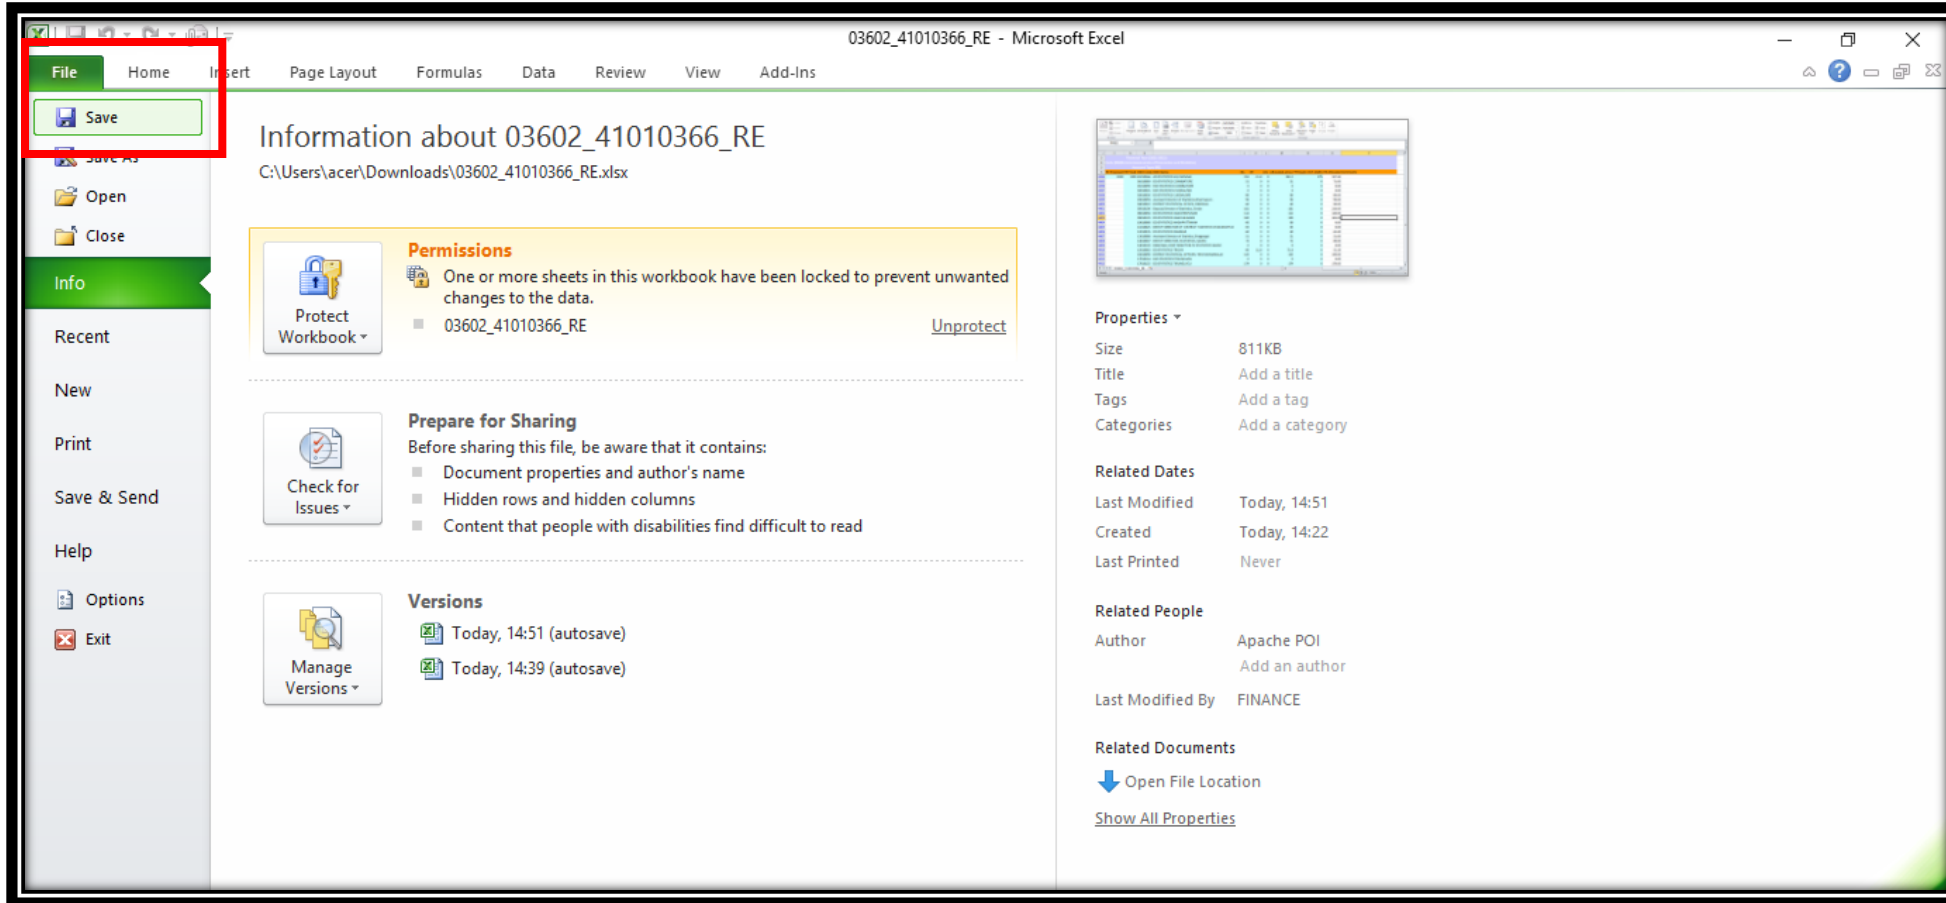 03602_41010366_RE - Microsoft Excel
File Home Insert Page Layout Formulas Data Review View Add-Ins
Save
Save As
Open
Close
Info
Recent
New
Print
Save & Send
Help
Options
Exit
Information about 03602_41010366_RE
C:\Users\acer\Downloads\03602_41010366_RE.xlsx
Protect
Workbook
Permissions
One or more sheets in this workbook have been locked to prevent unwanted
changes to the data.
03602_41010366_RE Unprotect
Check for
Issues
Prepare for Sharing
Before sharing this file, be aware that it contains:
Document properties and author's name
Hidden rows and hidden columns
Content that people with disabilities find difficult to read
Manage
Versions
Versions
Today, 14:51 (autosave)
Today, 14:39 (autosave)
Properties
Size 811KB
Title Add a title
Tags Add a tag
Categories Add a category
Related Dates
Last Modified Today, 14:51
Created Today, 14:22
Last Printed Never
Related People
Author Apache POI
Add an author
Last Modified By FINANCE
Related Documents
Open File Location
Show All Properties